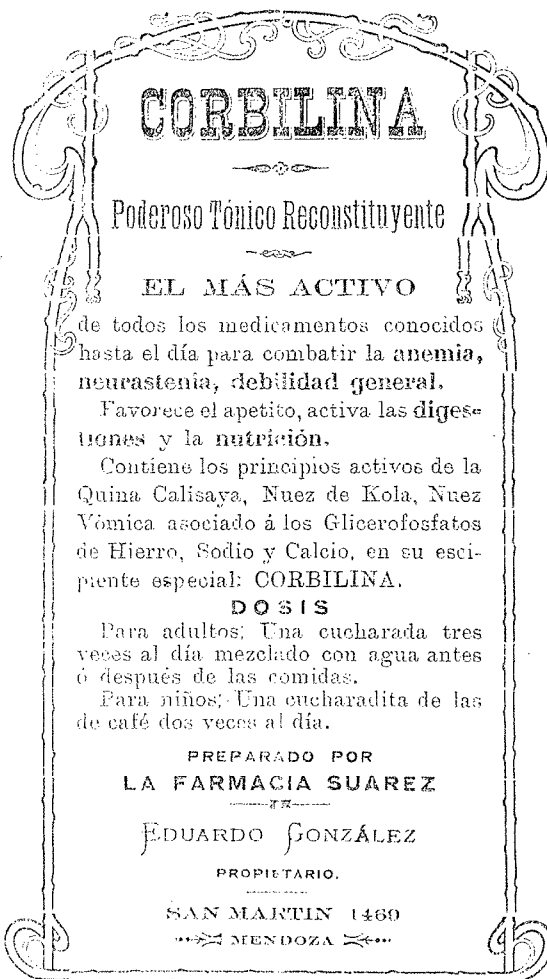 CORBILINA
Poderoso Tónico Reconstituyente
EL MÁS ACTIVO
de todos los medicamentos conocidos
hasta el día para combatir la anemia,
neurastenia, debilidad general.
Favorece el apetito, activa las diges-
tiones y la nutrición.
Contiene los principios activos de la
Quina Calisaya, Nuez de Kola, Nuez
Vómica asociado á los Glicerofosfatos
de Hierro, Sodio y Calcio, en su esci-
piente especial: CORBILINA.
DOSIS
Para adultos: Una cucharada tres
veces al día mezclado con agua antes
ó después de las comidas.
Para niños: Una cucharadita de las
de café dos veces al día.
PREPARADO POR
LA FARMACIA SUAREZ
EDUARDO GONZÁLEZ
PROPIETARIO.
SAN MARTIN 1469
MENDOZA